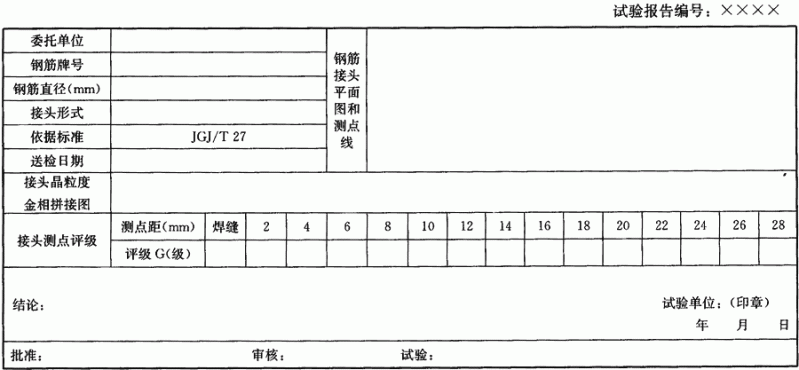 试验报告编号：××××
委托单位
钢筋牌号
钢筋直径(mm)
接头形式
依据标准 JGJ/T 27
送检日期
钢筋
接头
平面
图和
测点
线
接头晶粒度
金相拼接图
接头测点评级
测点距(mm) 焊缝 2 4 6 8 10 12 14 16 18 20 22 24 26 28
评级 G(级)
结论：
试验单位：(印章)
年 月 日
批准： 审核： 试验：